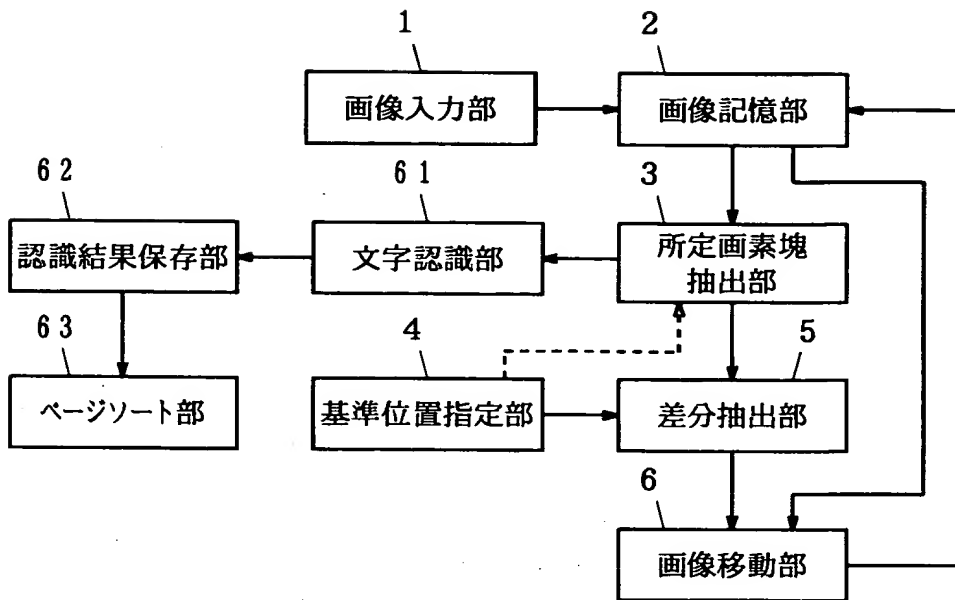 1
画像入力部
2
画像記憶部
62
認識結果保存部
61
文字認識部
3
所定画素塊
抽出部
63
ページソート部
4
基準位置指定部
5
差分抽出部
6
画像移動部